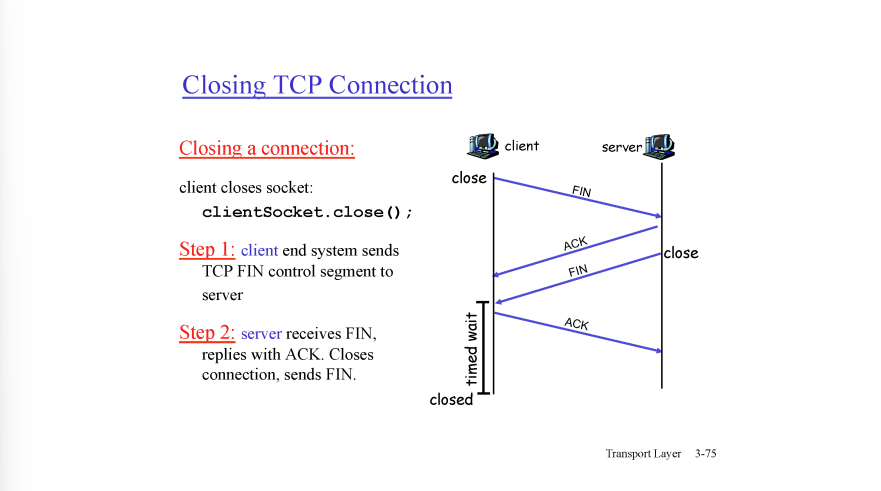 Closing TCP Connection
Closing a connection:
client closes socket:
clientSocket.close();
Step 1: client end system sends
TCP FIN control segment to
server
Step 2: server receives FIN,
replies with ACK. Closes
connection, sends FIN.
client
server
close
FIN
ACK
close
FIN
ACK
timed wait
closed
Transport Layer 3-75